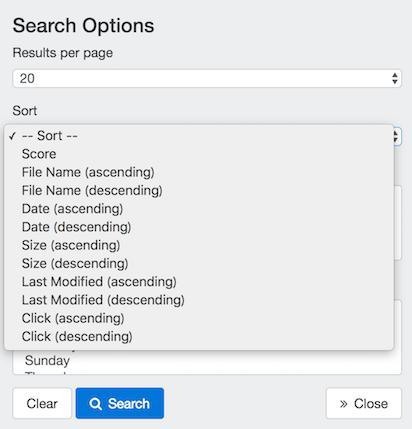 Search Options
Results per page
20
Sort
✓ -- Sort --
Score
File Name (ascending)
File Name (descending)
Date (ascending)
Date (descending)
Size (ascending)
Size (descending)
Last Modified (ascending)
Last Modified (descending)
Click (ascending)
Click (descending)
Sunday
Clear
Search
» Close